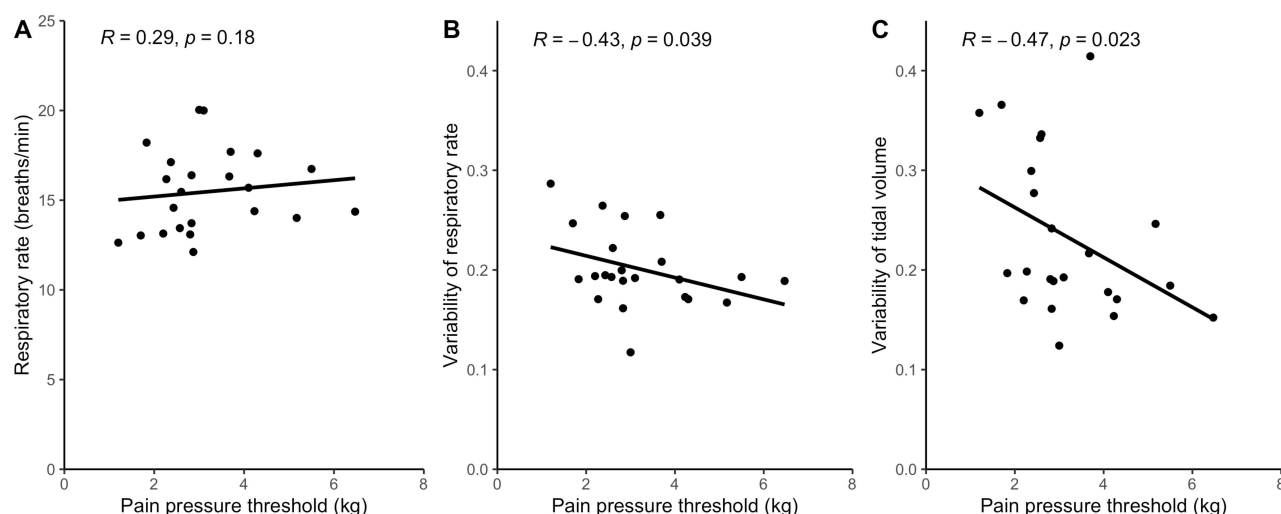 A
R = 0.29, p = 0.18
Respiratory rate (breaths/min)
25
20
15
10
5
0
0 2 4 6 8
Pain pressure threshold (kg)
B
R = −0.43, p = 0.039
Variability of respiratory rate
0.4
0.3
0.2
0.1
0.0
0 2 4 6 8
Pain pressure threshold (kg)
C
R = −0.47, p = 0.023
Variability of tidal volume
0.4
0.3
0.2
0.1
0.0
0 2 4 6 8
Pain pressure threshold (kg)